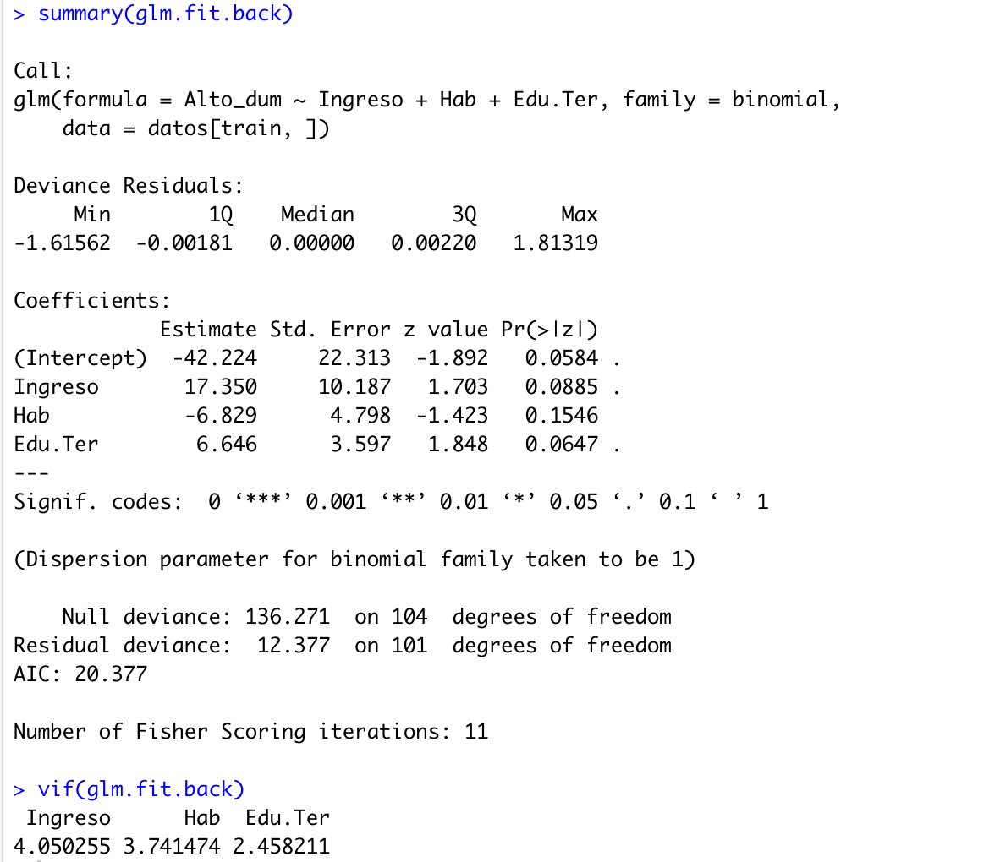 > summary(glm.fit.back)
Call:
glm(formula = Alto_dum ~ Ingreso + Hab + Edu.Ter, family = binomial,
    data = datos[train, ])
Deviance Residuals:
     Min        1Q    Median        3Q       Max
-1.61562  -0.00181   0.00000   0.00220   1.81319
Coefficients:
            Estimate Std. Error z value Pr(>|z|)
(Intercept)  -42.224     22.313  -1.892   0.0584 .
Ingreso       17.350     10.187   1.703   0.0885 .
Hab           -6.829      4.798  -1.423   0.1546
Edu.Ter        6.646      3.597   1.848   0.0647 .
---
Signif. codes:  0 ‘***’ 0.001 ‘**’ 0.01 ‘*’ 0.05 ‘.’ 0.1 ‘ ’ 1
(Dispersion parameter for binomial family taken to be 1)
    Null deviance: 136.271  on 104  degrees of freedom
Residual deviance:  12.377  on 101  degrees of freedom
AIC: 20.377
Number of Fisher Scoring iterations: 11
> vif(glm.fit.back)
 Ingreso      Hab  Edu.Ter
4.050255 3.741474 2.458211